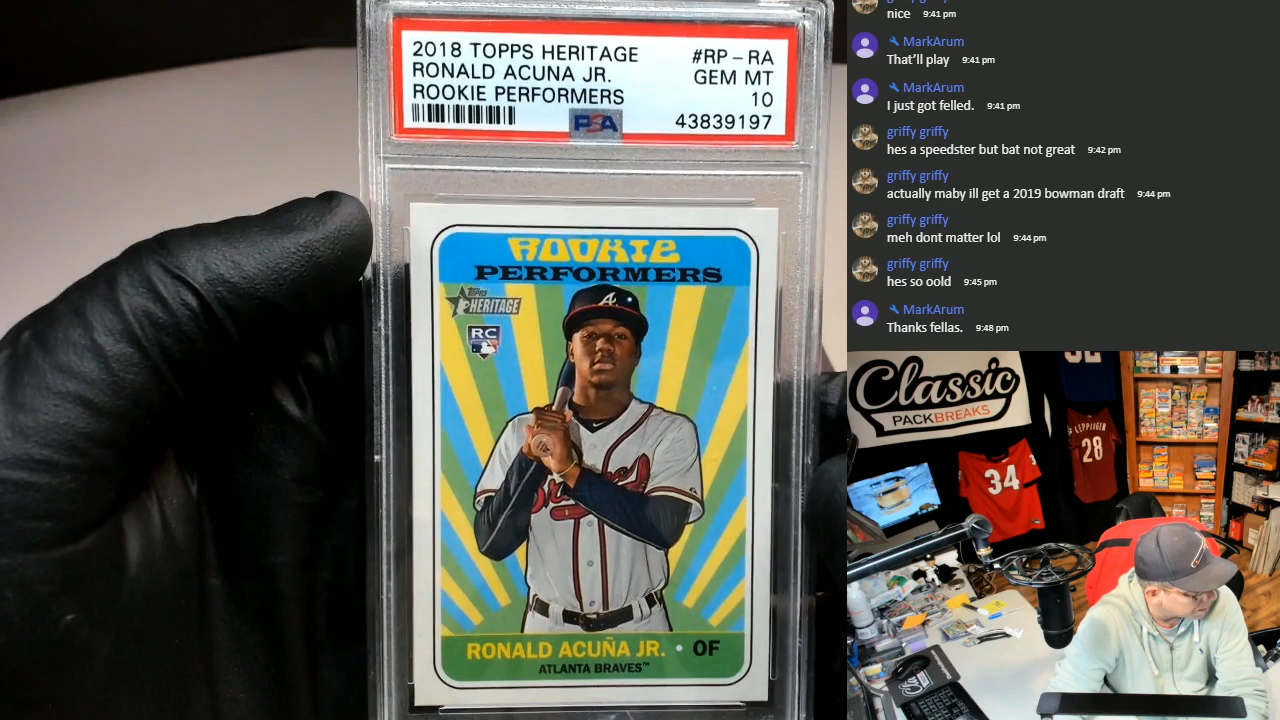 2018 TOPPS HERITAGE
RONALD ACUNA JR.
ROOKIE PERFORMERS
#RP-RA
GEM MT
10
43839197
PSA
ROOKIE
PERFORMERS
TOPPS
HERITAGE
RC
A
Braves
RONALD ACUÑA JR. • OF
ATLANTA BRAVES™
griffy griffy
nice 9:41 pm
MarkArum
That'll play 9:41 pm
MarkArum
I just got felled. 9:41 pm
griffy griffy
hes a speedster but bat not great 9:42 pm
griffy griffy
actually maby ill get a 2019 bowman draft 9:44 pm
griffy griffy
meh dont matter lol 9:44 pm
griffy griffy
hes so oold 9:45 pm
MarkArum
Thanks fellas. 9:48 pm
Classic
PACKBREAKS
34
LEPPINGER
28